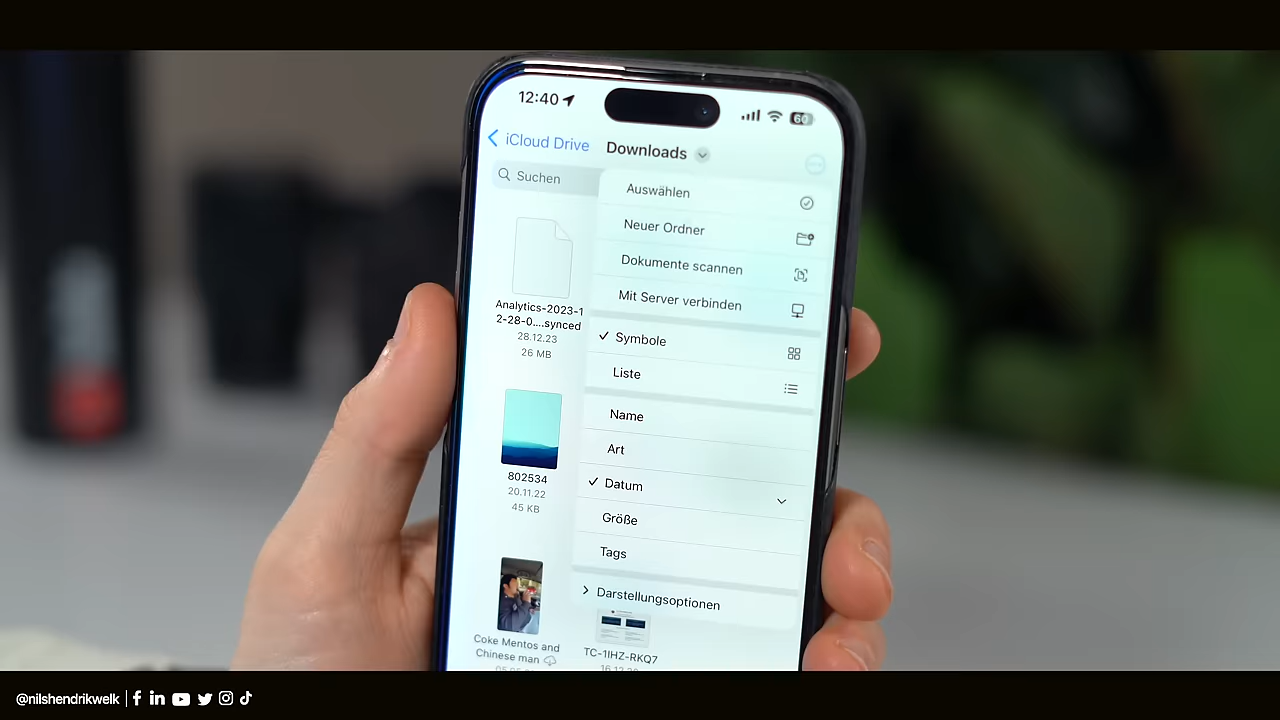 12:40
60
iCloud Drive
Downloads
Suchen
Auswählen
Neuer Ordner
Dokumente scannen
Mit Server verbinden
Symbole
Liste
Name
Art
Datum
Größe
Tags
Darstellungsoptionen
Analytics-2023-1
2-28-0....synced
28.12.23
26 MB
802534
20.11.22
45 KB
Coke Mentos and
Chinese man
TC-1IHZ-RKQ7
@nilshendrikwelk